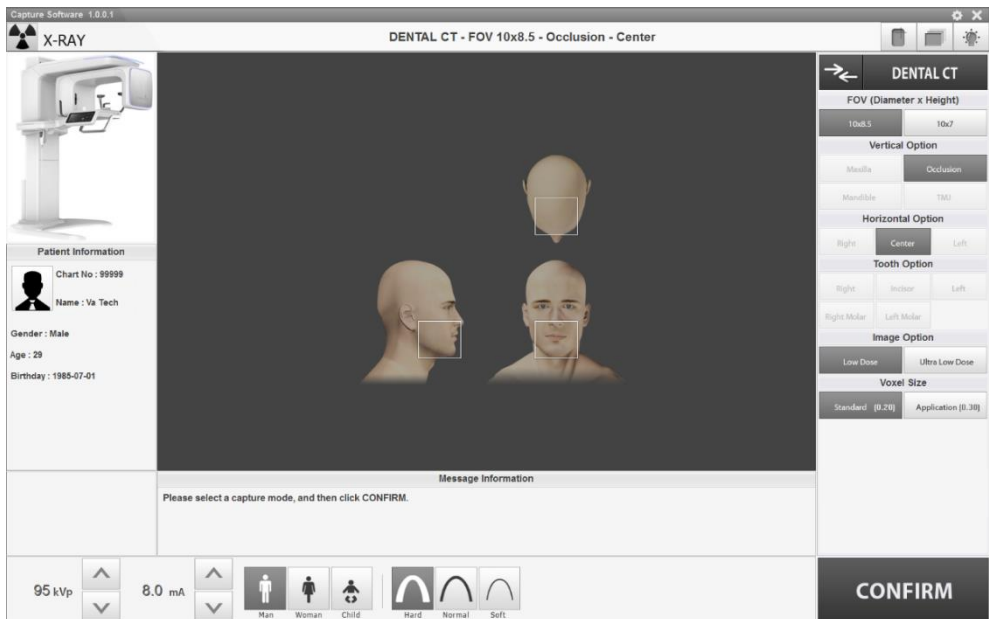 Capture Software 1.0.0.1
X-RAY
DENTAL CT - FOV 10x8.5 - Occlusion - Center
DENTAL CT
FOV (Diameter x Height)
10x8.5 10x7
Vertical Option
Maxilla Occlusion
Mandible TMJ
Horizontal Option
Right Center Left
Tooth Option
Right Incisor Left
Right Molar Left Molar
Image Option
Low Dose Ultra Low Dose
Voxel Size
Standard [0.20] Application [0.30]
Patient Information
Chart No : 99999
Name : Va Tech
Gender : Male
Age : 29
Birthday : 1985-07-01
Message Information
Please select a capture mode, and then click CONFIRM.
95 kVp 8.0 mA
Man Woman Child Hard Normal Soft
CONFIRM